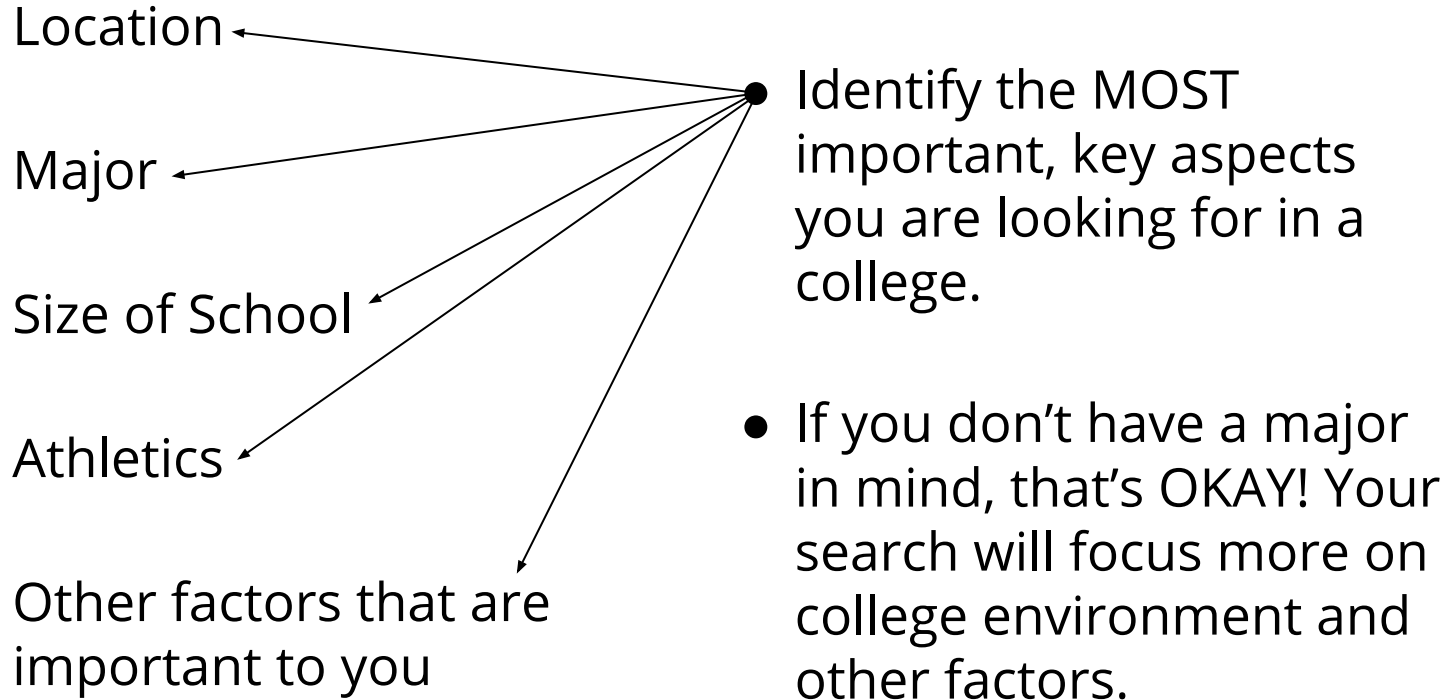 Location
Major
Size of School
Athletics
Other factors that are
important to you
● Identify the MOST
important, key aspects
you are looking for in a
college.
● If you don’t have a major
in mind, that’s OKAY! Your
search will focus more on
college environment and
other factors.